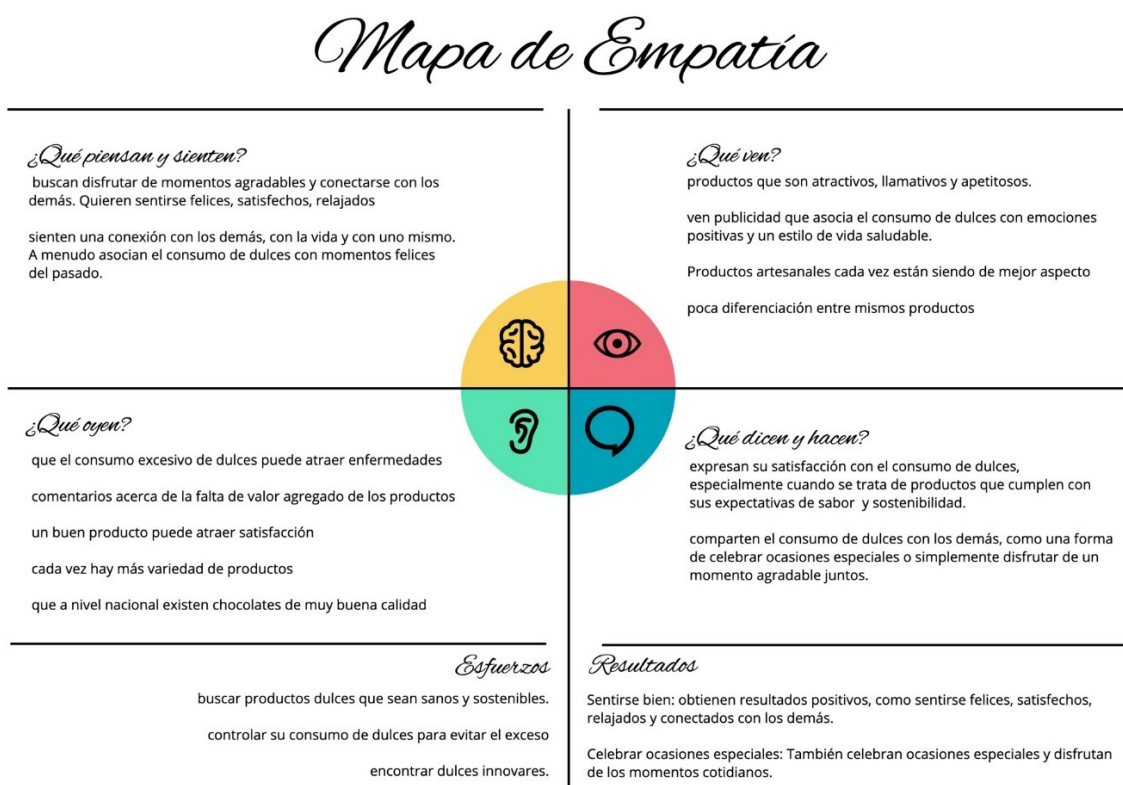 Mapa de Empatía
¿Qué piensan y sienten?
buscan disfrutar de momentos agradables y conectarse con los
demás. Quieren sentirse felices, satisfechos, relajados
sienten una conexión con los demás, con la vida y con uno mismo.
A menudo asocian el consumo de dulces con momentos felices
del pasado.
¿Qué ven?
productos que son atractivos, llamativos y apetitosos.
ven publicidad que asocia el consumo de dulces con emociones
positivas y un estilo de vida saludable.
Productos artesanales cada vez están siendo de mejor aspecto
poca diferenciación entre mismos productos
¿Qué oyen?
que el consumo excesivo de dulces puede atraer enfermedades
comentarios acerca de la falta de valor agregado de los productos
un buen producto puede atraer satisfacción
cada vez hay más variedad de productos
que a nivel nacional existen chocolates de muy buena calidad
¿Qué dicen y hacen?
expresan su satisfacción con el consumo de dulces,
especialmente cuando se trata de productos que cumplen con
sus expectativas de sabor y sostenibilidad.
comparten el consumo de dulces con los demás, como una forma
de celebrar ocasiones especiales o simplemente disfrutar de un
momento agradable juntos.
Esfuerzos
buscar productos dulces que sean sanos y sostenibles.
controlar su consumo de dulces para evitar el exceso
encontrar dulces innovares.
Resultados
Sentirse bien: obtienen resultados positivos, como sentirse felices, satisfechos,
relajados y conectados con los demás.
Celebrar ocasiones especiales: También celebran ocasiones especiales y disfrutan
de los momentos cotidianos.